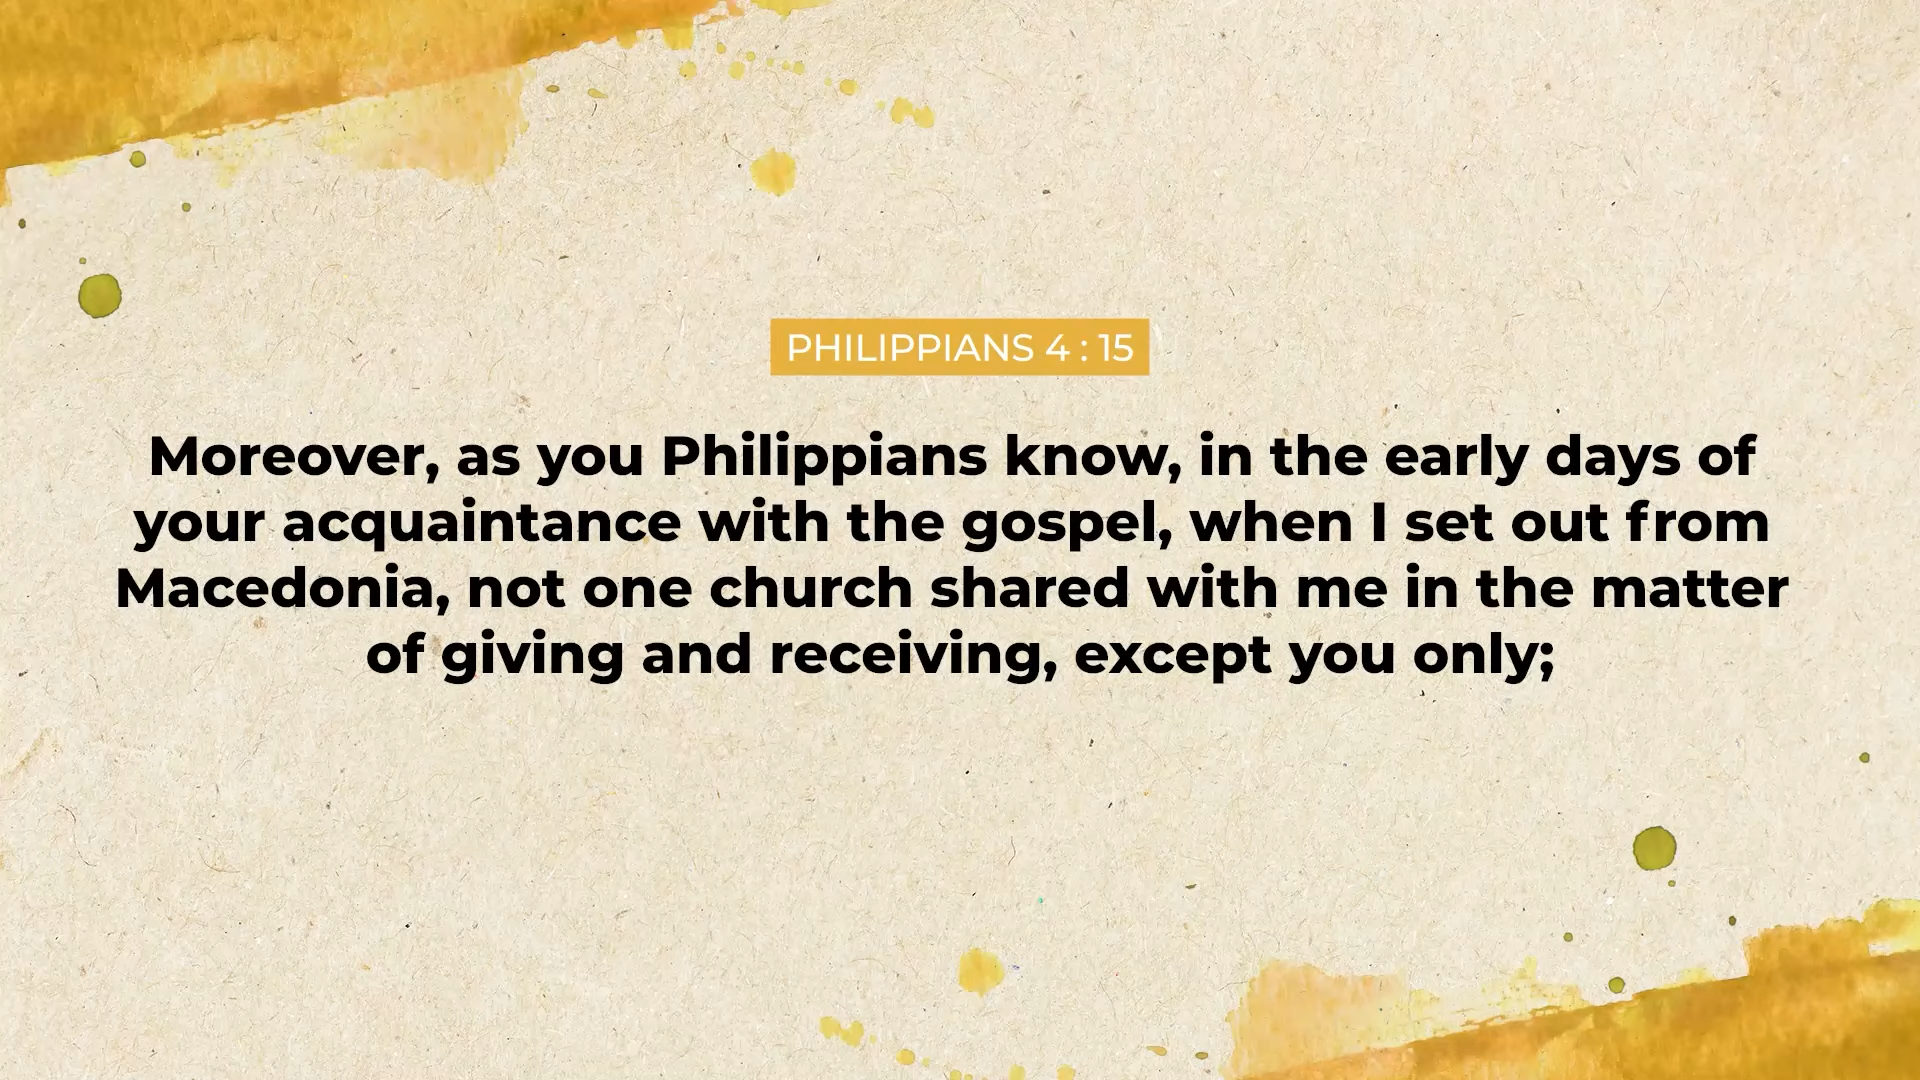 PHILIPPIANS 4 : 15
Moreover, as you Philippians know, in the early days of
your acquaintance with the gospel, when I set out from
Macedonia, not one church shared with me in the matter
of giving and receiving, except you only;